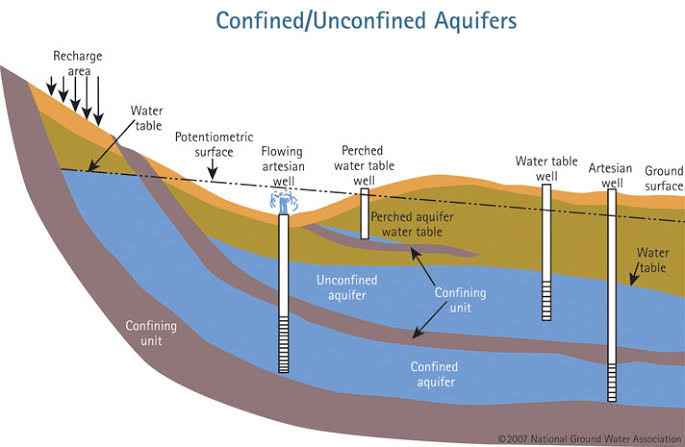 Confined/Unconfined Aquifers
Recharge
area
Water
table
Potentiometric
surface
Flowing
artesian
well
Perched
water table
well
Water table
well
Artesian
well
Ground
surface
Perched aquifer
water table
Water
table
Unconfined
aquifer
Confining
unit
Confining
unit
Confined
aquifer
©2007 National Ground Water Association